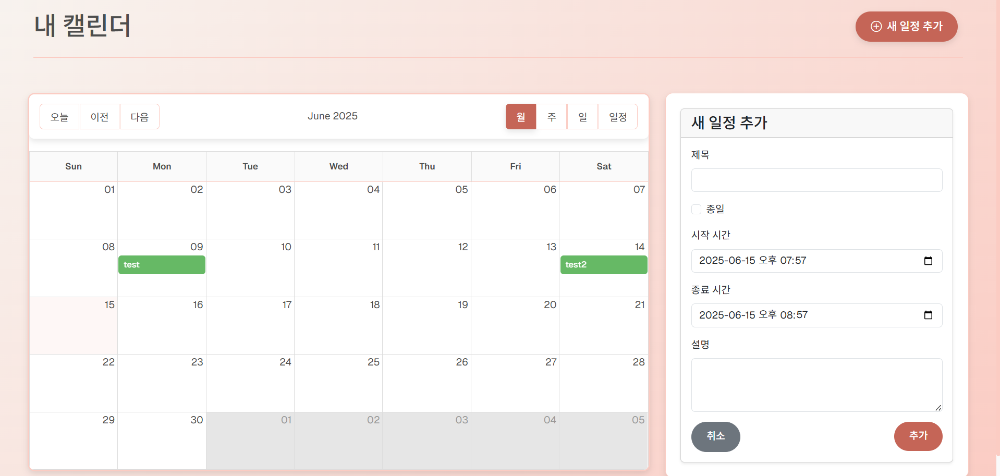 내 캘린더
새 일정 추가
오늘 이전 다음 June 2025 월 주 일 일정
Sun Mon Tue Wed Thu Fri Sat
01 02 03 04 05 06 07
08 09 10 11 12 13 14
test test2
15 16 17 18 19 20 21
22 23 24 25 26 27 28
29 30 01 02 03 04 05
새 일정 추가
제목
종일
시작 시간
2025-06-15 오후 07:57
종료 시간
2025-06-15 오후 08:57
설명
취소 추가